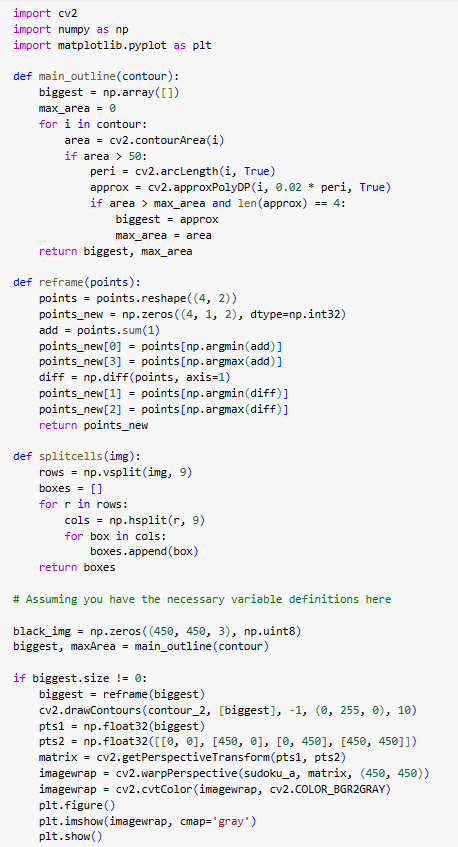 import cv2
import numpy as np
import matplotlib.pyplot as plt

def main_outline(contour):
    biggest = np.array([])
    max_area = 0
    for i in contour:
        area = cv2.contourArea(i)
        if area > 50:
            peri = cv2.arcLength(i, True)
            approx = cv2.approxPolyDP(i, 0.02 * peri, True)
            if area > max_area and len(approx) == 4:
                biggest = approx
                max_area = area
    return biggest, max_area

def reframe(points):
    points = points.reshape((4, 2))
    points_new = np.zeros((4, 1, 2), dtype=np.int32)
    add = points.sum(1)
    points_new[0] = points[np.argmin(add)]
    points_new[3] = points[np.argmax(add)]
    diff = np.diff(points, axis=1)
    points_new[1] = points[np.argmin(diff)]
    points_new[2] = points[np.argmax(diff)]
    return points_new

def splitcells(img):
    rows = np.vsplit(img, 9)
    boxes = []
    for r in rows:
        cols = np.hsplit(r, 9)
        for box in cols:
            boxes.append(box)
    return boxes

# Assuming you have the necessary variable definitions here

black_img = np.zeros((450, 450, 3), np.uint8)
biggest, maxArea = main_outline(contour)

if biggest.size != 0:
    biggest = reframe(biggest)
    cv2.drawContours(contour_2, [biggest], -1, (0, 255, 0), 10)
    pts1 = np.float32(biggest)
    pts2 = np.float32([[0, 0], [450, 0], [0, 450], [450, 450]])
    matrix = cv2.getPerspectiveTransform(pts1, pts2)
    imagewrap = cv2.warpPerspective(sudoku_a, matrix, (450, 450))
    imagewrap = cv2.cvtColor(imagewrap, cv2.COLOR_BGR2GRAY)
    plt.figure()
    plt.imshow(imagewrap, cmap='gray')
    plt.show()